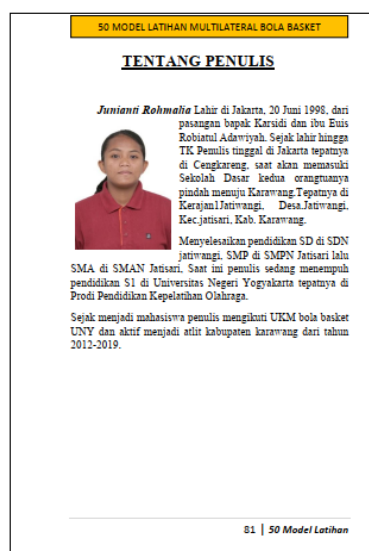 50 MODEL LATIHAN MULTILATERAL BOLA BASKET
TENTANG PENULIS
Junianti Rohmalia Lahir di Jakarta, 20 Juni 1998, dari
pasangan bapak Karsidi dan ibu Euis
Robiatul Adawiyah. Sejak lahir hingga
TK Penulis tinggal di Jakarta tepatnya
di Cengkareng, saat akan memasuki
Sekolah Dasar kedua orangtuanya
pindah menuju Karawang.Tepatnya di
Kerajan1Jatiwangi, Desa.Jatiwangi,
Kec.jatisari, Kab. Karawang.
Menyelesaikan pendidikan SD di SDN
jatiwangi, SMP di SMPN Jatisari lalu
SMA di SMAN Jatisari, Saat ini penulis sedang menempuh
pendidikan S1 di Universitas Negeri Yogyakarta tepatnya di
Prodi Pendidikan Kepelatihan Olahraga.
Sejak menjadi mahasiswa penulis mengikuti UKM bola basket
UNY dan aktif menjadi atlit kabupaten karawang dari tahun
2012-2019.
81 | 50 Model Latihan